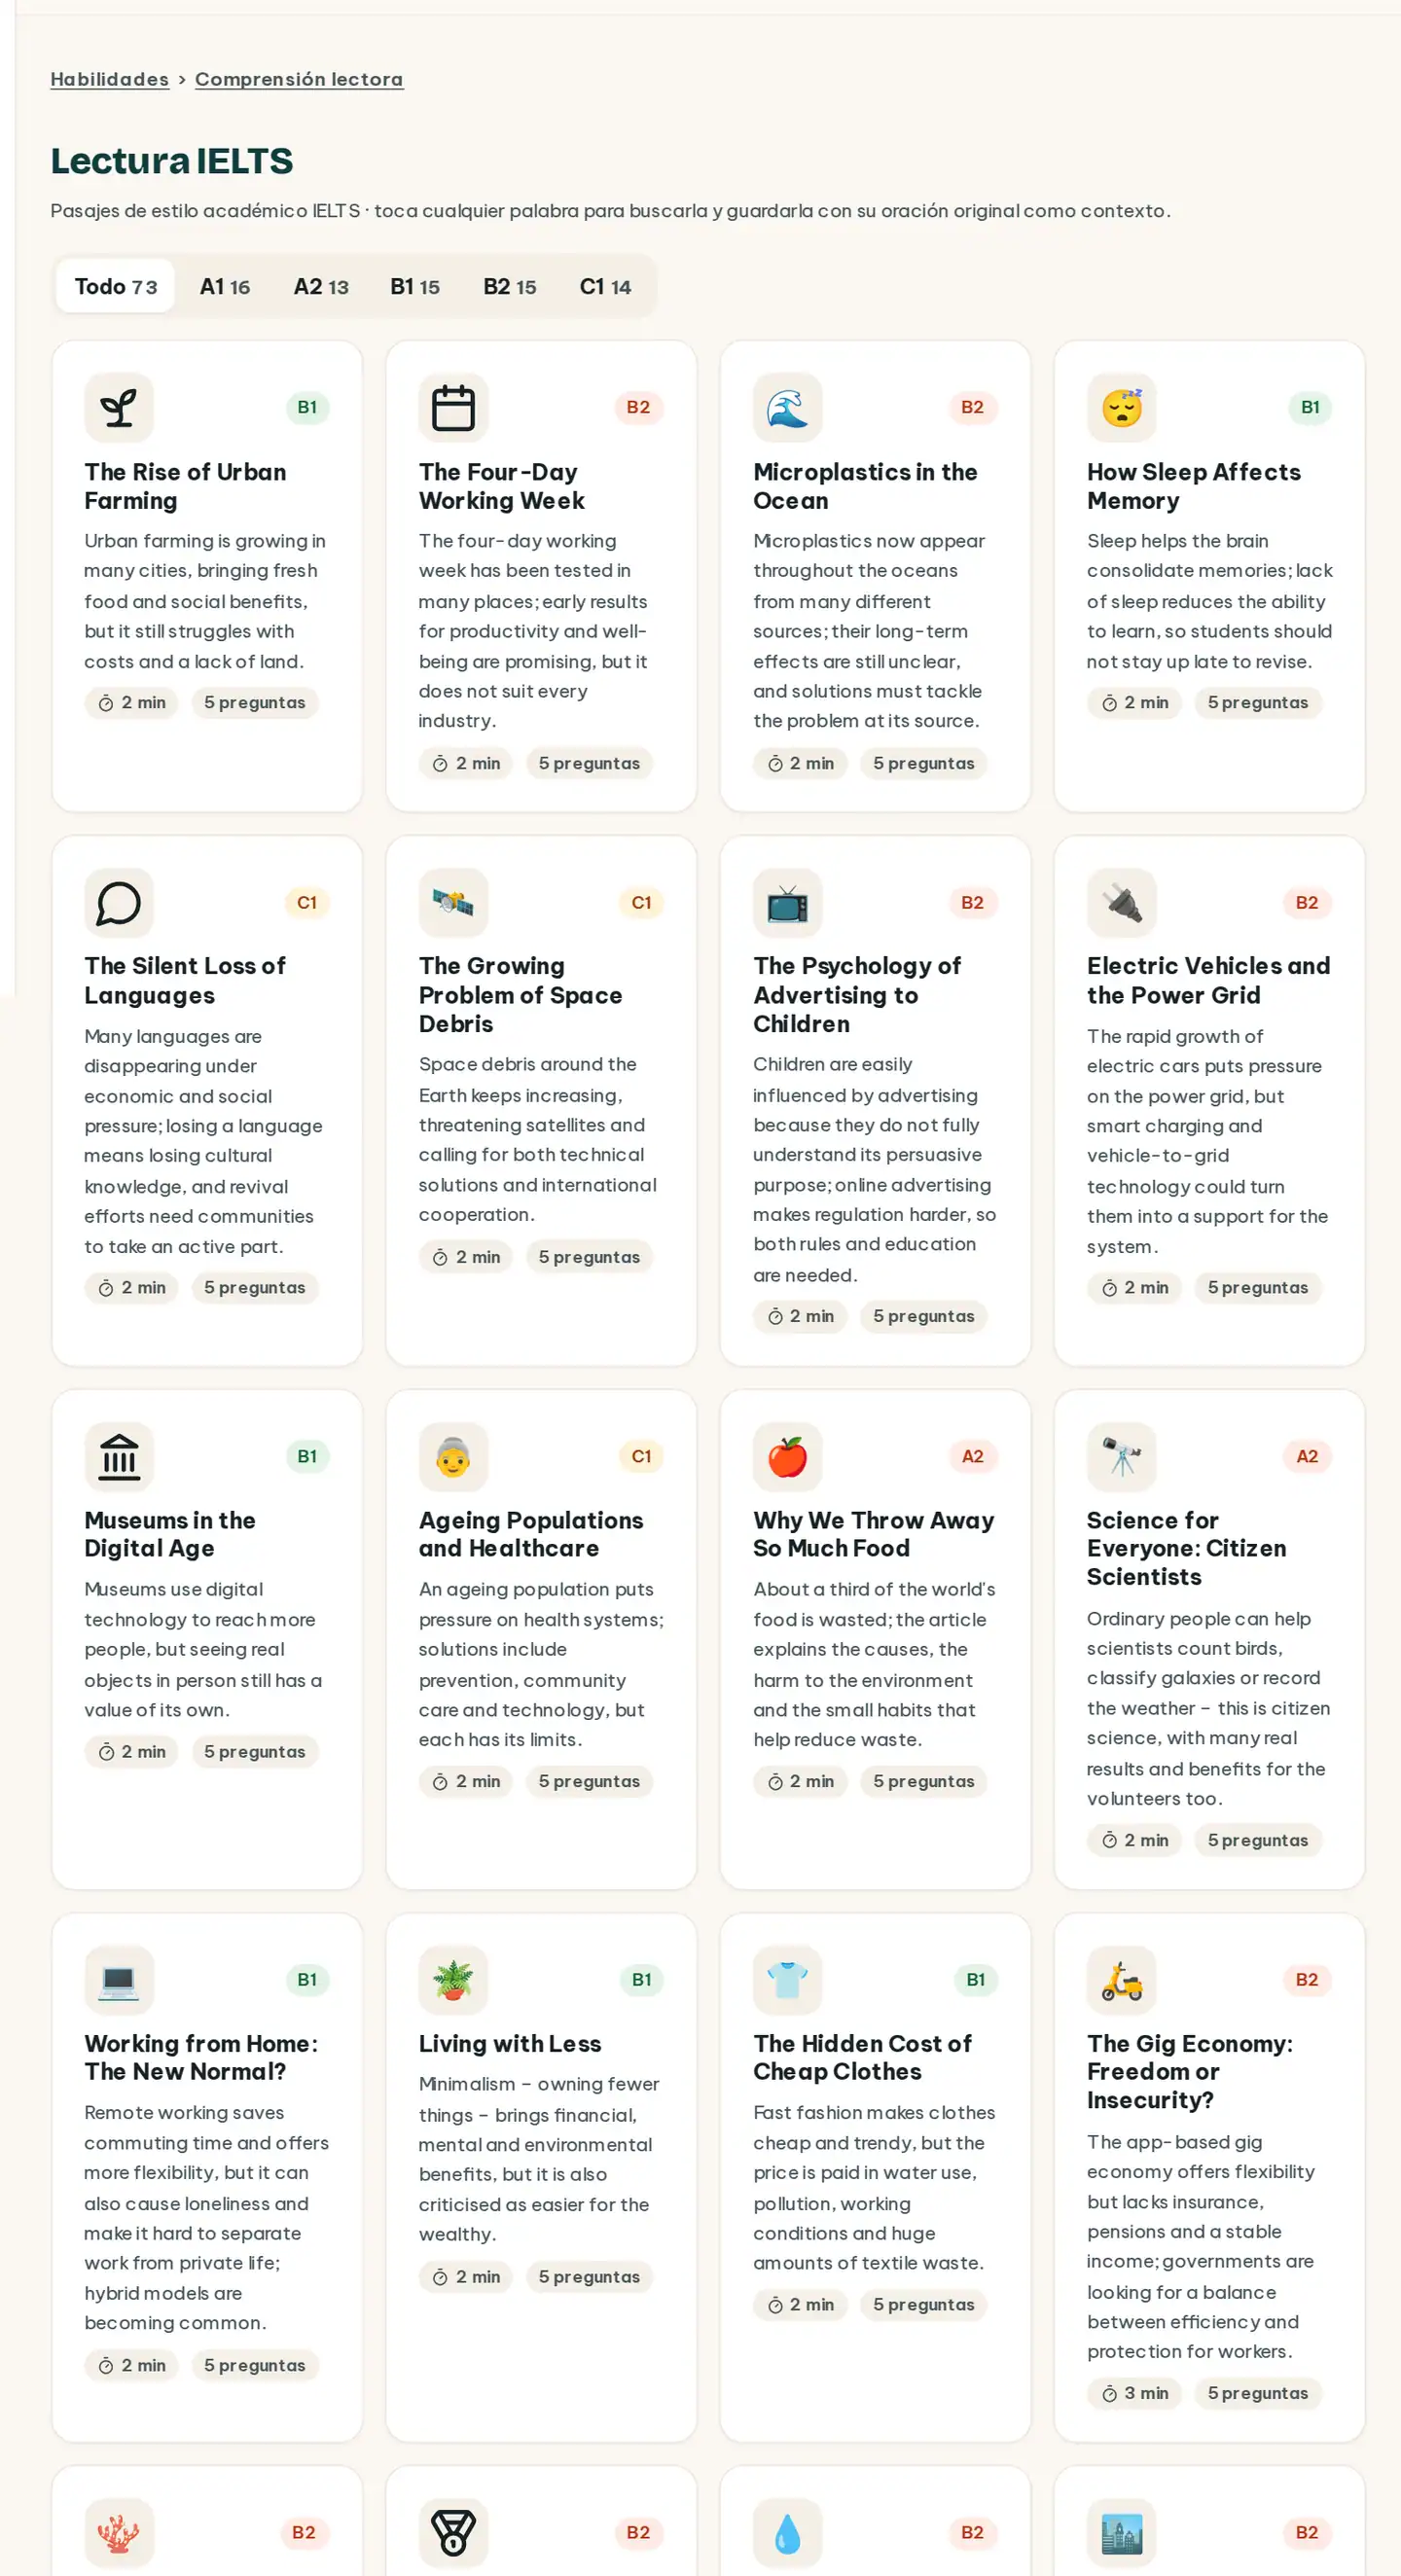 Habilidades › Comprensión lectora
Lectura IELTS
Pasajes de estilo académico IELTS · toca cualquier palabra para buscarla y guardarla con su oración original como contexto.
Todo 73 A1 16 A2 13 B1 15 B2 15 C1 14
B1
The Rise of Urban
Farming
Urban farming is growing in
many cities, bringing fresh
food and social benefits,
but it still struggles with
costs and a lack of land.
2 min 5 preguntas
B2
The Four-Day
Working Week
The four-day working
week has been tested in
many places; early results
for productivity and well-
being are promising, but it
does not suit every
industry.
2 min 5 preguntas
B2
Microplastics in the
Ocean
Microplastics now appear
throughout the oceans
from many different
sources; their long-term
effects are still unclear,
and solutions must tackle
the problem at its source.
2 min 5 preguntas
B1
How Sleep Affects
Memory
Sleep helps the brain
consolidate memories; lack
of sleep reduces the ability
to learn, so students should
not stay up late to revise.
2 min 5 preguntas
C1
The Silent Loss of
Languages
Many languages are
disappearing under
economic and social
pressure; losing a language
means losing cultural
knowledge, and revival
efforts need communities
to take an active part.
2 min 5 preguntas
C1
The Growing
Problem of Space
Debris
Space debris around the
Earth keeps increasing,
threatening satellites and
calling for both technical
solutions and international
cooperation.
2 min 5 preguntas
B2
The Psychology of
Advertising to
Children
Children are easily
influenced by advertising
because they do not fully
understand its persuasive
purpose; online advertising
makes regulation harder, so
both rules and education
are needed.
2 min 5 preguntas
B2
Electric Vehicles and
the Power Grid
The rapid growth of
electric cars puts pressure
on the power grid, but
smart charging and
vehicle-to-grid
technology could turn
them into a support for the
system.
2 min 5 preguntas
B1
Museums in the
Digital Age
Museums use digital
technology to reach more
people, but seeing real
objects in person still has a
value of its own.
2 min 5 preguntas
C1
Ageing Populations
and Healthcare
An ageing population puts
pressure on health systems;
solutions include
prevention, community
care and technology, but
each has its limits.
2 min 5 preguntas
A2
Why We Throw Away
So Much Food
About a third of the world's
food is wasted; the article
explains the causes, the
harm to the environment
and the small habits that
help reduce waste.
2 min 5 preguntas
A2
Science for
Everyone: Citizen
Scientists
Ordinary people can help
scientists count birds,
classify galaxies or record
the weather – this is citizen
science, with many real
results and benefits for the
volunteers too.
2 min 5 preguntas
B1
Working from Home:
The New Normal?
Remote working saves
commuting time and offers
more flexibility, but it can
also cause loneliness and
make it hard to separate
work from private life;
hybrid models are
becoming common.
2 min 5 preguntas
B1
Living with Less
Minimalism – owning fewer
things – brings financial,
mental and environmental
benefits, but it is also
criticised as easier for the
wealthy.
2 min 5 preguntas
B1
The Hidden Cost of
Cheap Clothes
Fast fashion makes clothes
cheap and trendy, but the
price is paid in water use,
pollution, working
conditions and huge
amounts of textile waste.
2 min 5 preguntas
B2
The Gig Economy:
Freedom or
Insecurity?
The app-based gig
economy offers flexibility
but lacks insurance,
pensions and a stable
income; governments are
looking for a balance
between efficiency and
protection for workers.
3 min 5 preguntas
B2
B2
B2
B2